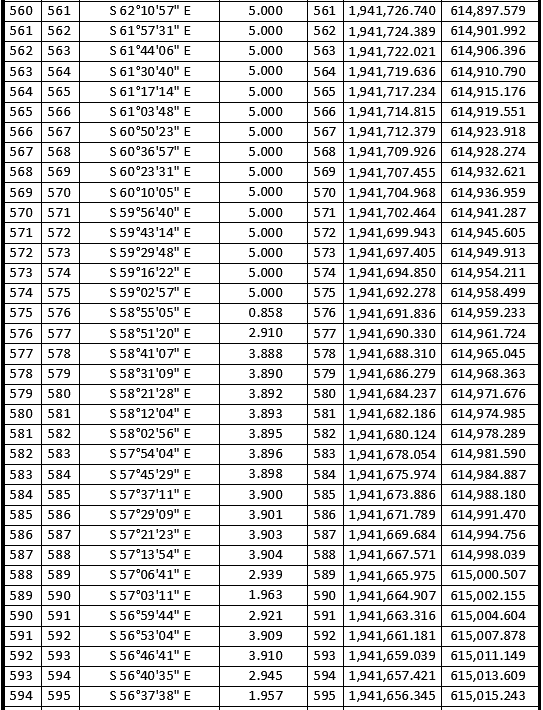 560 561 S 62°10'57" E 5.000 561 1,941,726.740 614,897.579
561 562 S 61°57'31" E 5.000 562 1,941,724.389 614,901.992
562 563 S 61°44'06" E 5.000 563 1,941,722.021 614,906.396
563 564 S 61°30'40" E 5.000 564 1,941,719.636 614,910.790
564 565 S 61°17'14" E 5.000 565 1,941,717.234 614,915.176
565 566 S 61°03'48" E 5.000 566 1,941,714.815 614,919.551
566 567 S 60°50'23" E 5.000 567 1,941,712.379 614,923.918
567 568 S 60°36'57" E 5.000 568 1,941,709.926 614,928.274
568 569 S 60°23'31" E 5.000 569 1,941,707.455 614,932.621
569 570 S 60°10'05" E 5.000 570 1,941,704.968 614,936.959
570 571 S 59°56'40" E 5.000 571 1,941,702.464 614,941.287
571 572 S 59°43'14" E 5.000 572 1,941,699.943 614,945.605
572 573 S 59°29'48" E 5.000 573 1,941,697.405 614,949.913
573 574 S 59°16'22" E 5.000 574 1,941,694.850 614,954.211
574 575 S 59°02'57" E 5.000 575 1,941,692.278 614,958.499
575 576 S 58°55'05" E 0.858 576 1,941,691.836 614,959.233
576 577 S 58°51'20" E 2.910 577 1,941,690.330 614,961.724
577 578 S 58°41'07" E 3.888 578 1,941,688.310 614,965.045
578 579 S 58°31'09" E 3.890 579 1,941,686.279 614,968.363
579 580 S 58°21'28" E 3.892 580 1,941,684.237 614,971.676
580 581 S 58°12'04" E 3.893 581 1,941,682.186 614,974.985
581 582 S 58°02'56" E 3.895 582 1,941,680.124 614,978.289
582 583 S 57°54'04" E 3.896 583 1,941,678.054 614,981.590
583 584 S 57°45'29" E 3.898 584 1,941,675.974 614,984.887
584 585 S 57°37'11" E 3.900 585 1,941,673.886 614,988.180
585 586 S 57°29'09" E 3.901 586 1,941,671.789 614,991.470
586 587 S 57°21'23" E 3.903 587 1,941,669.684 614,994.756
587 588 S 57°13'54" E 3.904 588 1,941,667.571 614,998.039
588 589 S 57°06'41" E 2.939 589 1,941,665.975 615,000.507
589 590 S 57°03'11" E 1.963 590 1,941,664.907 615,002.155
590 591 S 56°59'44" E 2.921 591 1,941,663.316 615,004.604
591 592 S 56°53'04" E 3.909 592 1,941,661.181 615,007.878
592 593 S 56°46'41" E 3.910 593 1,941,659.039 615,011.149
593 594 S 56°40'35" E 2.945 594 1,941,657.421 615,013.609
594 595 S 56°37'38" E 1.957 595 1,941,656.345 615,015.243